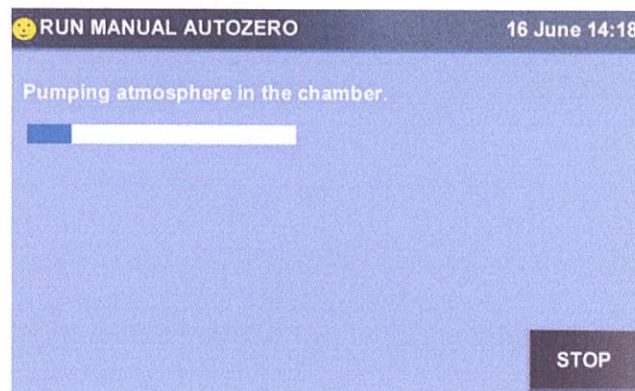 RUN MANUAL AUTOZERO
16 June 14:18
Pumping atmosphere in the chamber.
STOP